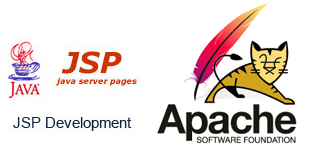 JAVA
JSP
java server pages
JSP Development
Apache
SOFTWARE FOUNDATION